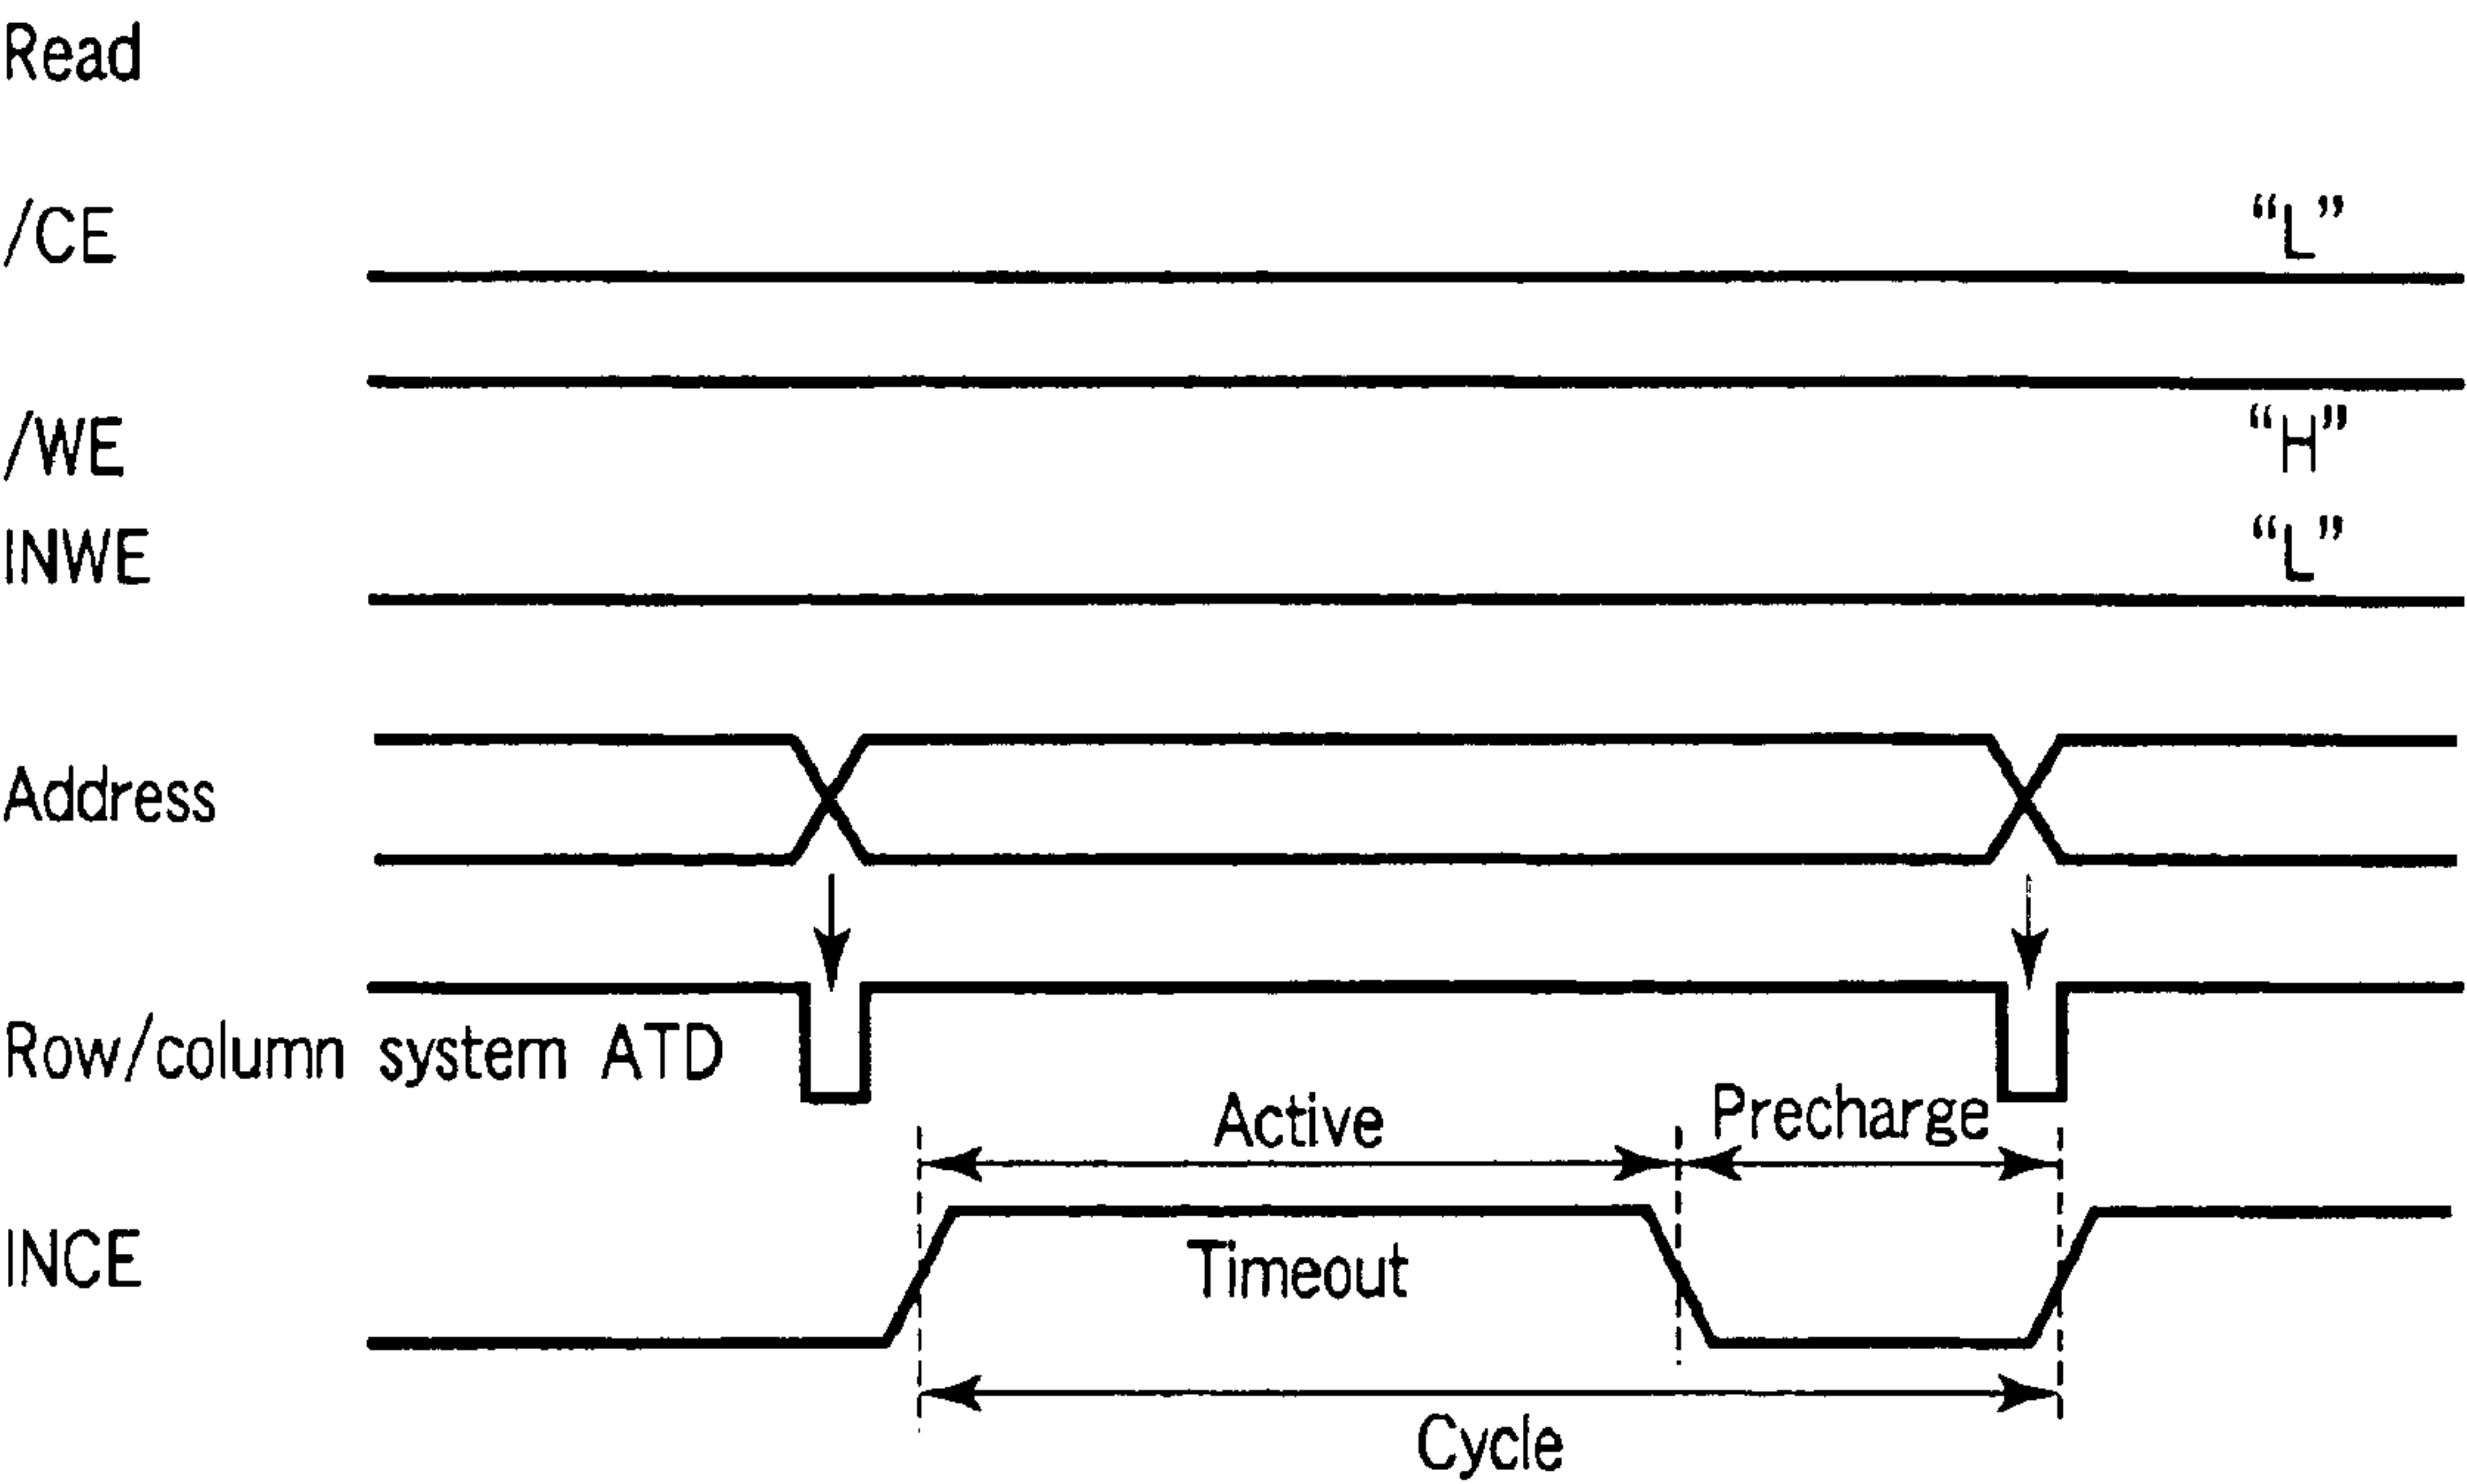 Read
/CE “L”
/WE “H”
INWE “L”
Address
Row/column system ATD
Active Precharge
INCE Timeout
Cycle